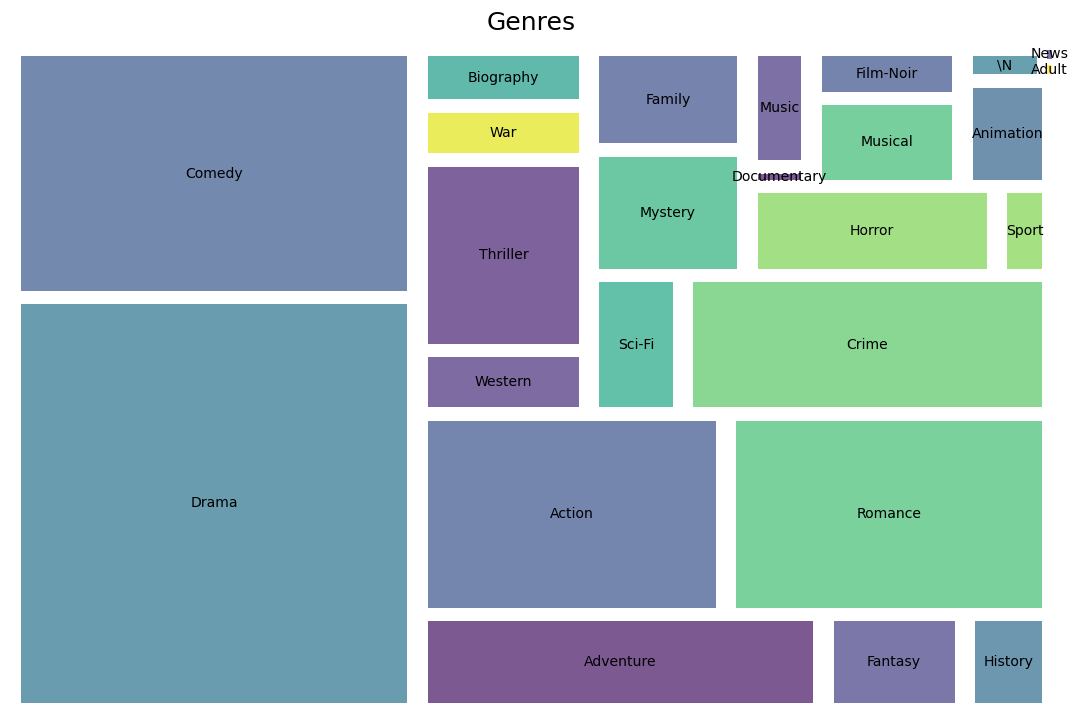 Genres
Comedy
Drama
Biography
War
Thriller
Western
Family
Mystery
Music
Documentary
Film-Noir
Musical
\N
News
Adult
Animation
Horror
Sport
Sci-Fi
Crime
Action
Romance
Adventure
Fantasy
History